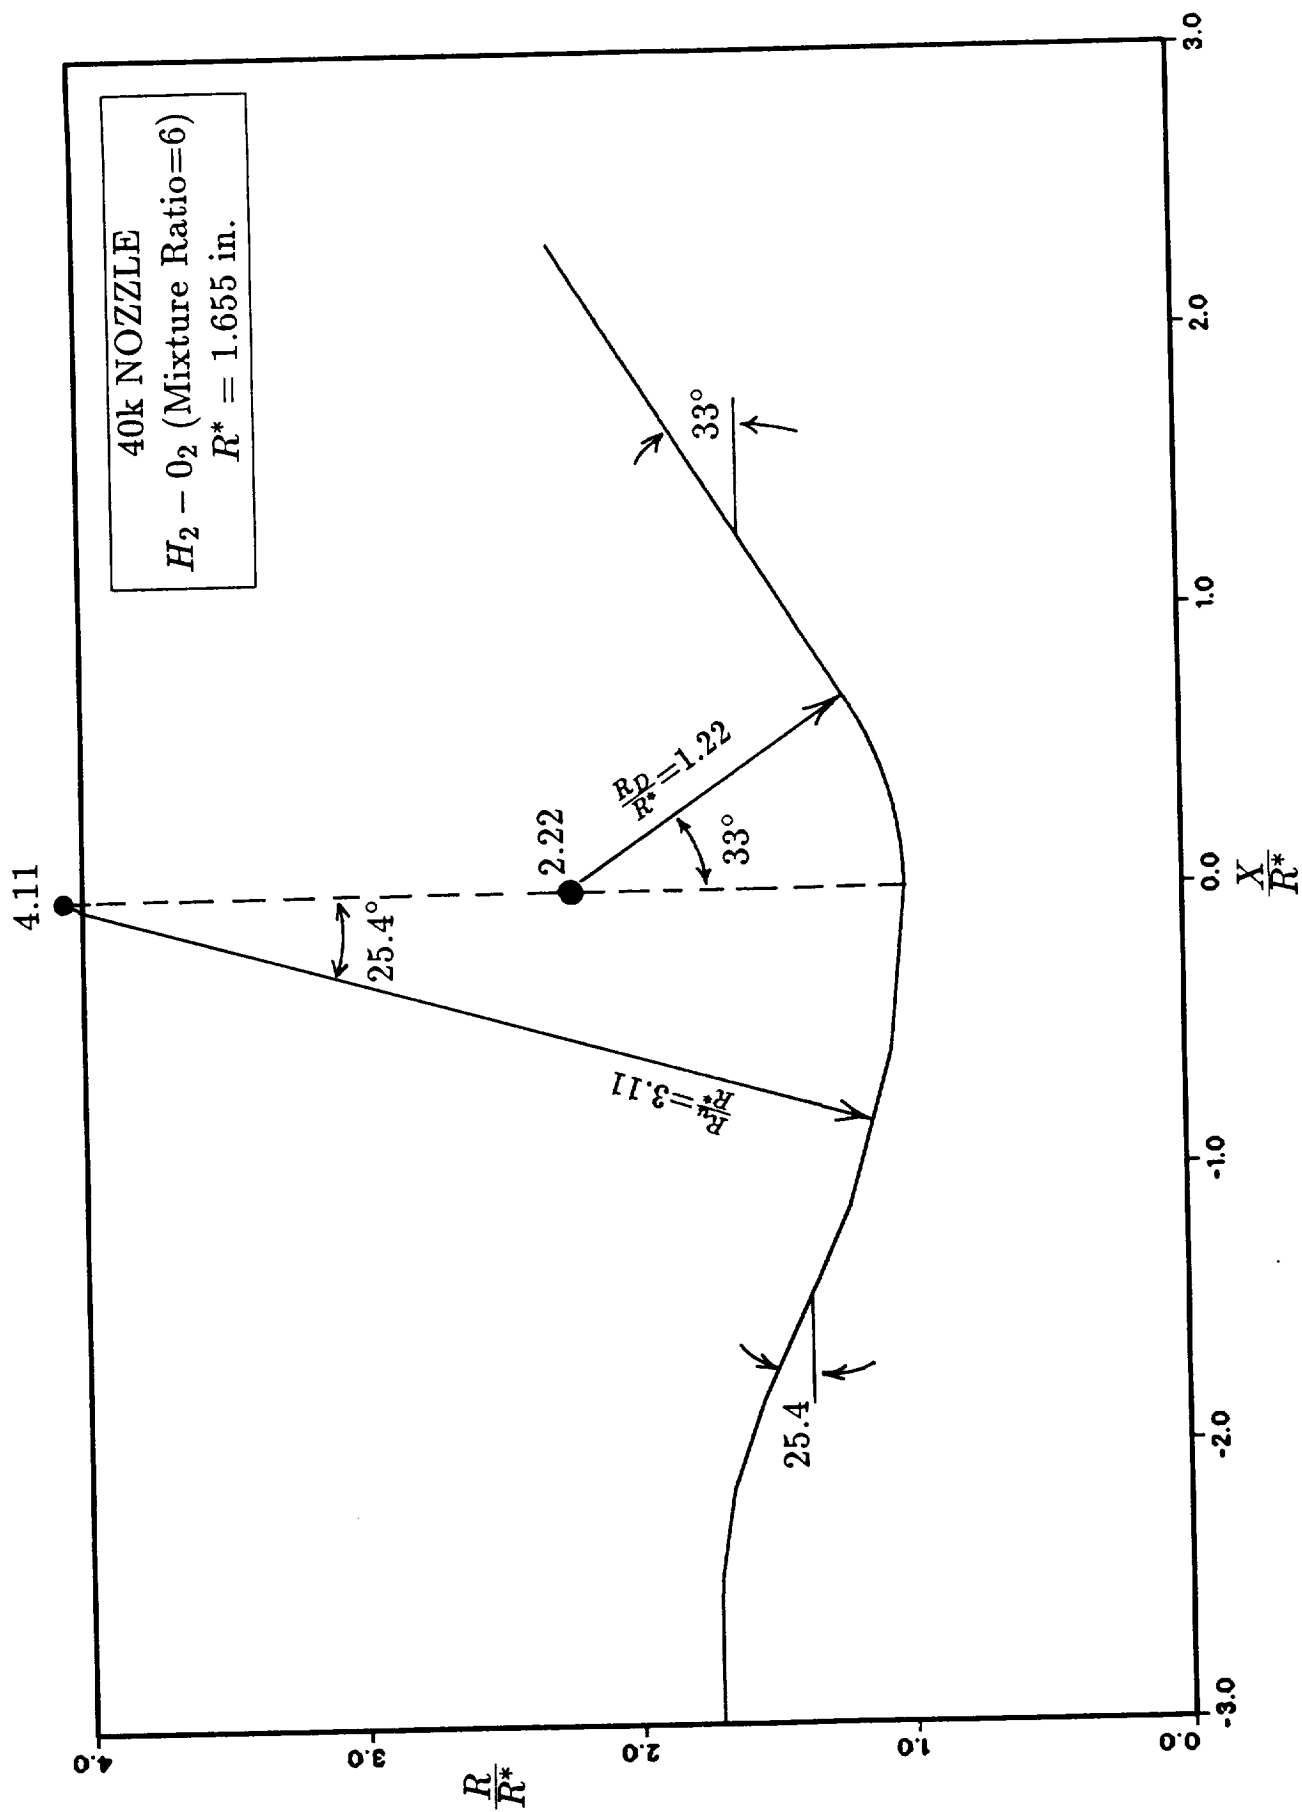 40k NOZZLE
H₂ − 0₂ (Mixture Ratio=6)
R* = 1.655 in.
4.11
25.4°
2.22
R_D/R* =1.22
33°
R_u/R* =3.11
33°
25.4
R/R*
4.0
3.0
2.0
1.0
0.0
-3.0
-2.0
-1.0
0.0
1.0
2.0
3.0
X/R*